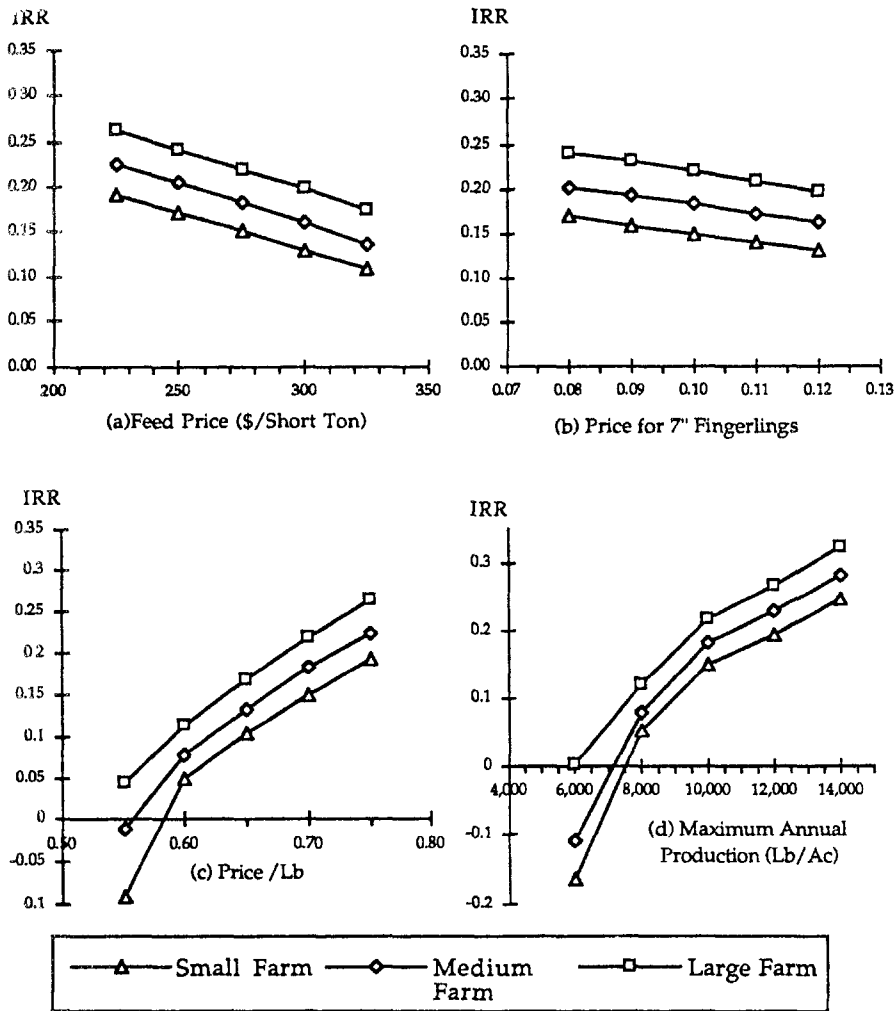 IRR
0.35
0.30
0.25
0.20
0.15
0.10
0.05
0.00
200 250 300 350
(a)Feed Price ($/Short Ton)
IRR
0.35
0.30
0.25
0.20
0.15
0.10
0.05
0.00
0.07 0.08 0.09 0.10 0.11 0.12 0.13
(b) Price for 7" Fingerlings
IRR
0.35
0.3
0.25
0.2
0.15
0.1
0.05
0
-0.05
0.1
0.50 0.60 0.70 0.80
(c) Price /Lb
IRR
0.3
0.2
0.1
0
-0.1
-0.2
4,000 6,000 8,000 10,000 12,000 14,000
(d) Maximum Annual
Production (Lb/Ac)
Small Farm Medium Large Farm
Farm